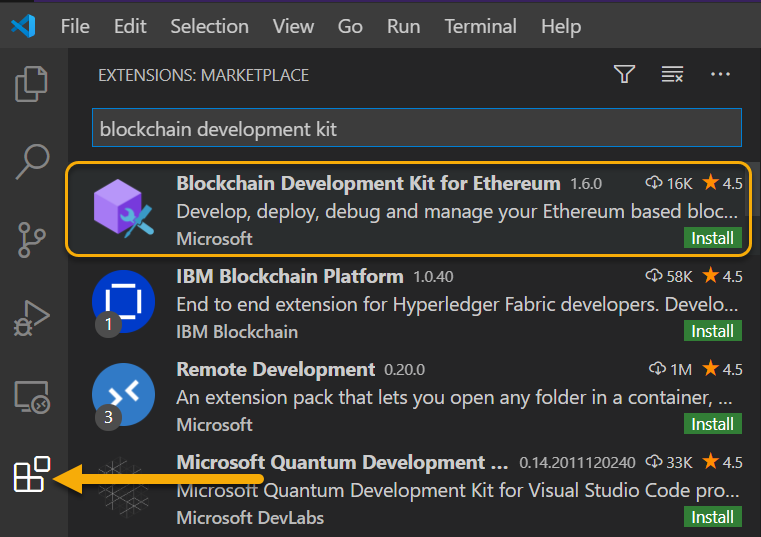 File Edit Selection View Go Run Terminal Help
EXTENSIONS: MARKETPLACE
blockchain development kit
Blockchain Development Kit for Ethereum 1.6.0 16K 4.5
Develop, deploy, debug and manage your Ethereum based bloc...
Microsoft Install
IBM Blockchain Platform 1.0.40 58K 4.5
End to end extension for Hyperledger Fabric developers. Develo...
1
IBM Blockchain Install
Remote Development 0.20.0 1M 4.5
An extension pack that lets you open any folder in a container, ...
3
Microsoft Install
Microsoft Quantum Development ... 0.14.2011120240 33K 4.5
Microsoft Quantum Development Kit for Visual Studio Code pro...
Microsoft DevLabs Install